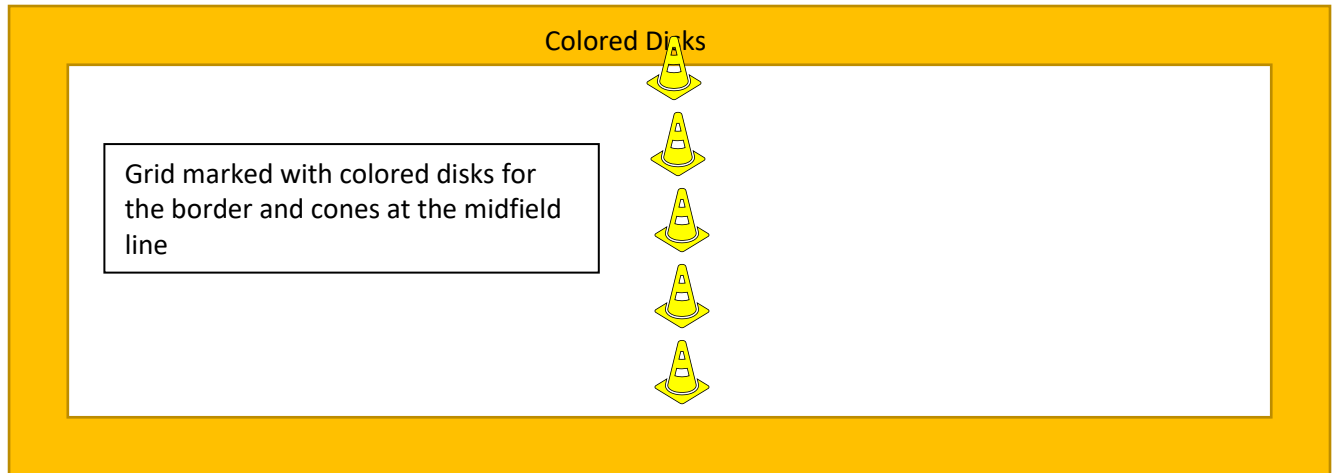 Colored Disks
Grid marked with colored disks for
the border and cones at the midfield
line